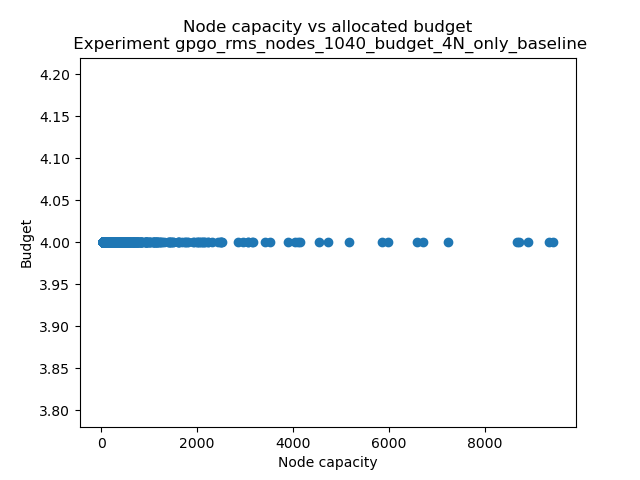 Node capacity vs allocated budget
Experiment gpgo_rms_nodes_1040_budget_4N_only_baseline
4.20
4.15
4.10
4.05
4.00
3.95
3.90
3.85
3.80
Budget
0 2000 4000 6000 8000
Node capacity